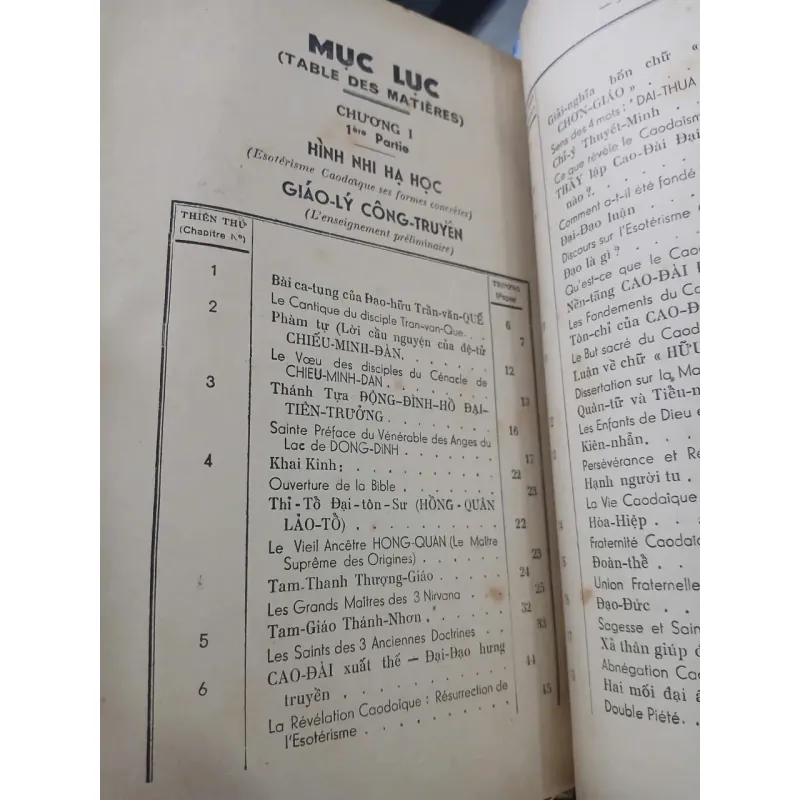 MỤC LỤC
(TABLE DES MATIÈRES)
CHƯƠNG I
1ère Partie
HÌNH NHI HẠ HỌC
(Esotérisme Caodaïque ses formes concrètes)
GIÁO-LÝ CÔNG-TRUYỀN
(L'enseignement préliminaire)
THIÊN THỨ
(Chapitre No)
1
Bài ca-tụng của Đạo-hữu Trần-văn-QUẾ 6
Le Cantique du disciple Tran-van-Que. . . 7
2
Phàm tự (Lời cầu nguyện của đệ-tử
CHIẾU-MINH-ĐÀN. . . . . . . 12
Le Vœu des disciples du Cénacle de
CHIEU-MINH-DAN . . . . . . . 13
3
Thánh Tựa ĐỘNG-ĐÌNH-HỒ ĐẠI-
TIÊN-TRƯỞNG . . . . . . . 16
Sainte Préface du Vénérable des Anges du
Lac de DONG-DINH . . . . . . 17
4
Khai Kinh: . . . . . . . . 22
Ouverture de la Bible . . . . . . 23
Thỉ-Tổ Đại-tôn-Sư (HỒNG-QUÂN
LÃO-TỔ) . . . . . . . . 22
Le Vieil Ancêtre HONG-QUAN (Le Maître
Suprême des Origines) . . . . . 23
Tam-Thanh Thượng-Giáo . . . . . 24
Les Grands Maîtres des 3 Nirvana . . . 25
Tam-Giáo Thánh-Nhơn . . . . . . 32
5
Les Saints des 3 Anciennes Doctrines . . 33
6
CAO-ĐÀI xuất thế — Đại-Đạo hưng
truyền . . . . . . . . . 44
La Révélation Caodaïque : Résurrection de
l'Esotérisme . . . . . . . . 45
Giải-nghĩa bốn chữ «
CHƠN-GIÁO » .
Sens des 4 mots : ' DAI-THUA
Chỉ-ý Thuyết-Minh .
Ce que révèle le Caodaïsm
THẦY lập Cao-Đài Đại
nào ? .
Comment a-t-il été fondé
Đại-Đạo luận .
Discours sur l'Esotérisme
Đạo là gì ? .
Qu'est-ce que le Caoda
Nền-tảng CAO-ĐÀI
Les Fondements du Ca
Tôn-chỉ của CAO-Đ
Le But sacré du Caoda
Luận về chữ « HỮU
Dissertation sur la Ma
Quân-tử và Tiểu-n
Les Enfants de Dieu e
Kiên-nhẫn.
Persévérance et Ré
Hạnh người tu .
La Vie Caodaïque
Hòa-Hiệp .
Fraternité Caodaï
Đoàn-thể .
Union Fraternelle
Đạo-Đức .
Sagesse et Sain
Xả thân giúp
Abnégation Cao
Hai mối đại
Double Piété.